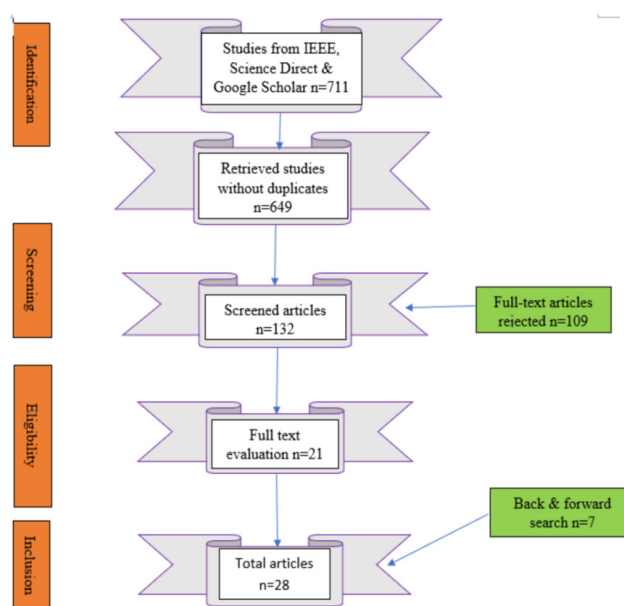 Identification
Studies from IEEE,
Science Direct &
Google Scholar n=711
Retrieved studies
without duplicates
n=649
Screening
Screened articles
n=132
Full-text articles
rejected n=109
Eligibility
Full text
evaluation n=21
Back & forward
search n=7
Inclusion
Total articles
n=28